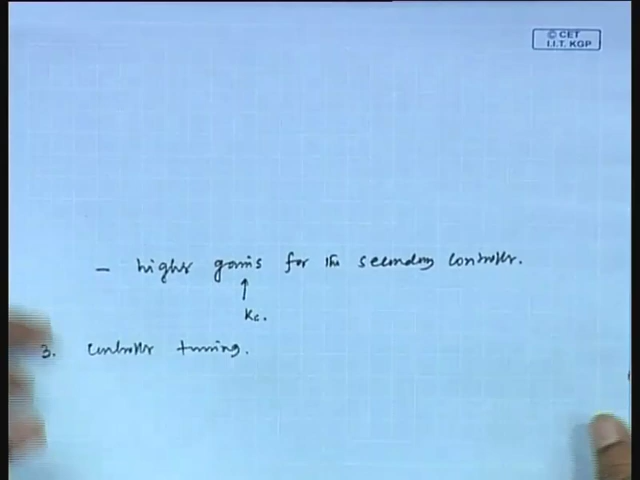 © CET
I.I.T. KGP
- higher gains for the secondary controller.
↑
Kc.
3. controller tuning.